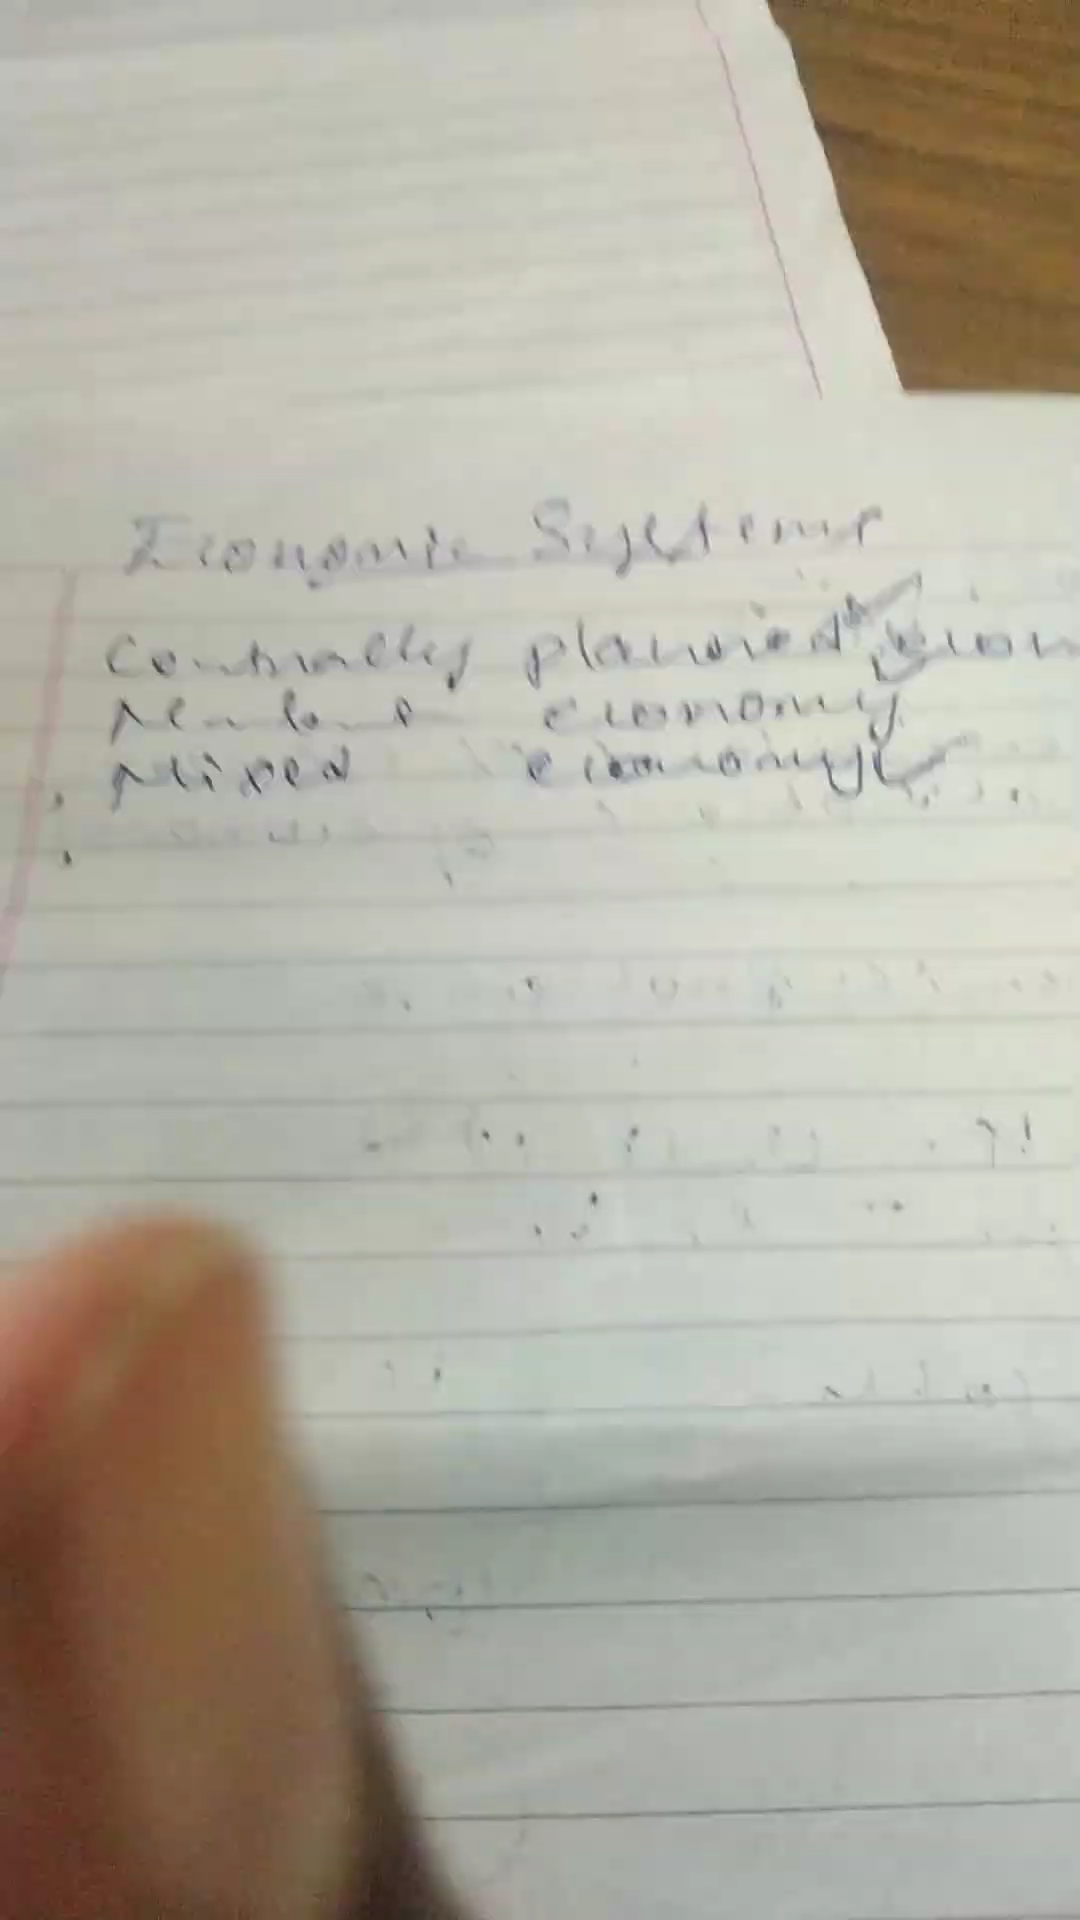 Economic Systems
Centrally planned econ
Market economy
Mixed economy